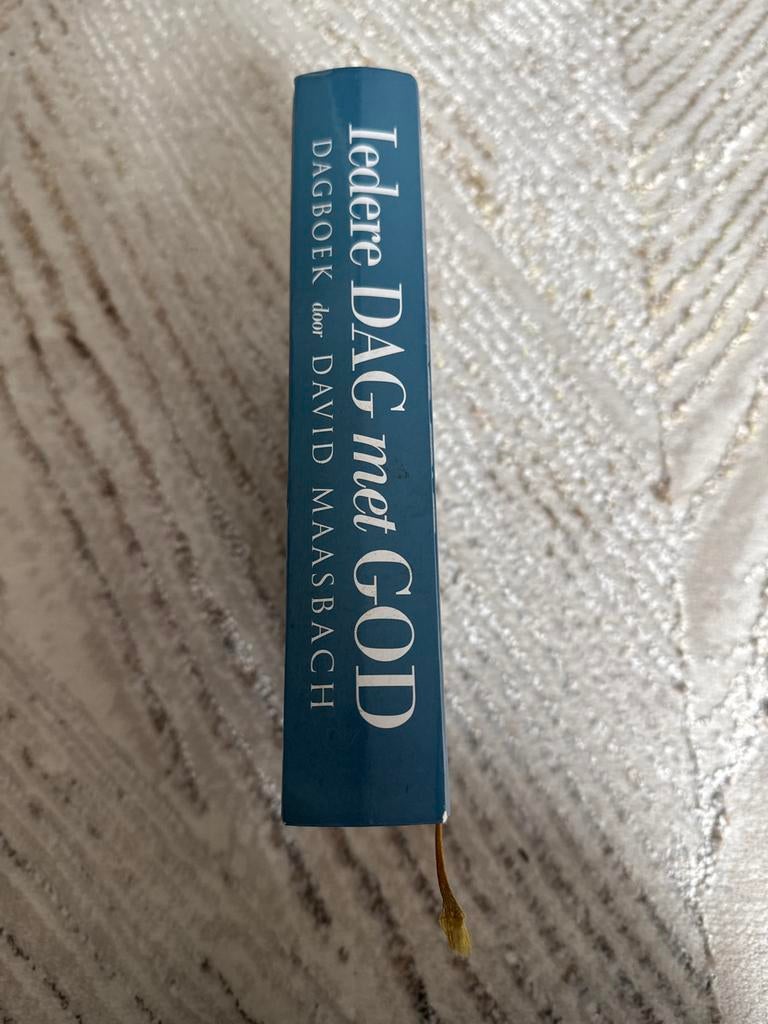 Iedere DAG met GOD
DAGBOEK door DAVID MAASBACH